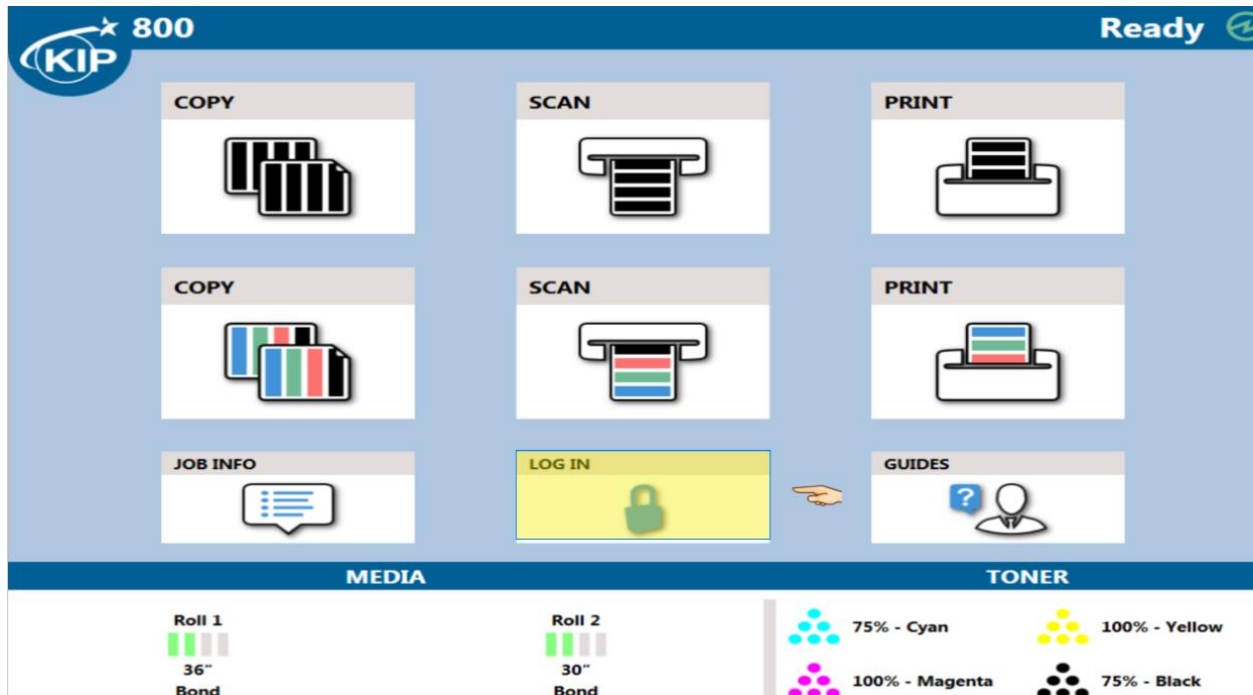 KIP 800 Ready
COPY SCAN PRINT
COPY SCAN PRINT
JOB INFO LOG IN GUIDES
?
MEDIA TONER
Roll 1 Roll 2 75% - Cyan 100% - Yellow
36" 30"
Bond Bond 100% - Magenta 75% - Black